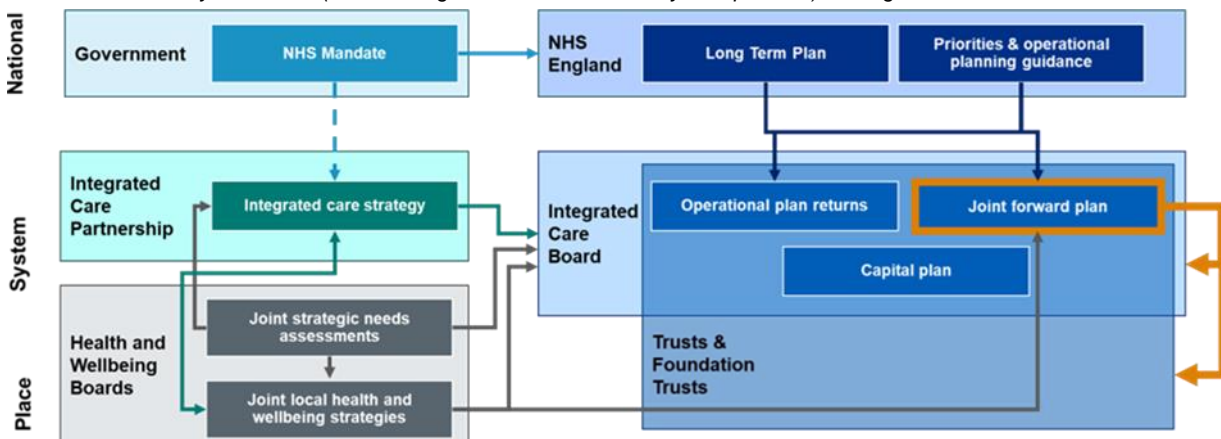 National
Government
NHS Mandate
NHS
England
Long Term Plan
Priorities & operational
planning guidance
System
Integrated
Care
Partnership
Integrated care strategy
Integrated
Care
Board
Operational plan returns
Joint forward plan
Capital plan
Place
Health and
Wellbeing
Boards
Joint strategic needs
assessments
Joint local health and
wellbeing strategies
Trusts &
Foundation
Trusts